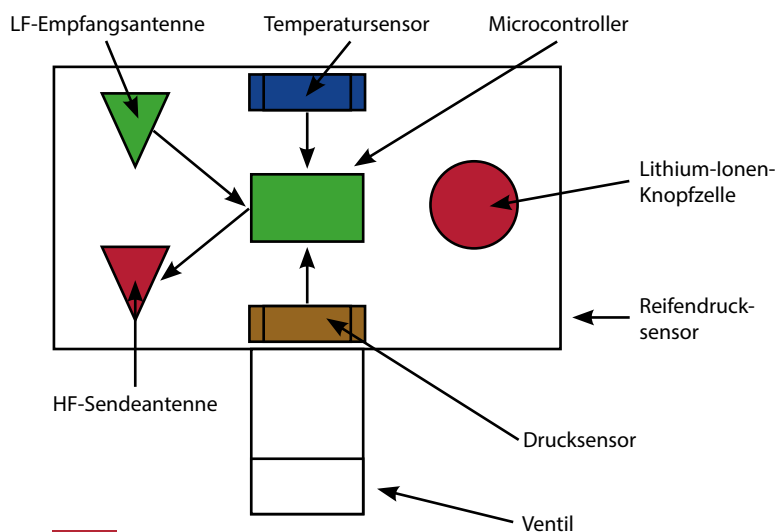 LF-Empfangsantenne
Temperatursensor
Microcontroller
Lithium-Ionen-
Knopfzelle
Reifendruck-
sensor
HF-Sendeantenne
Drucksensor
Ventil